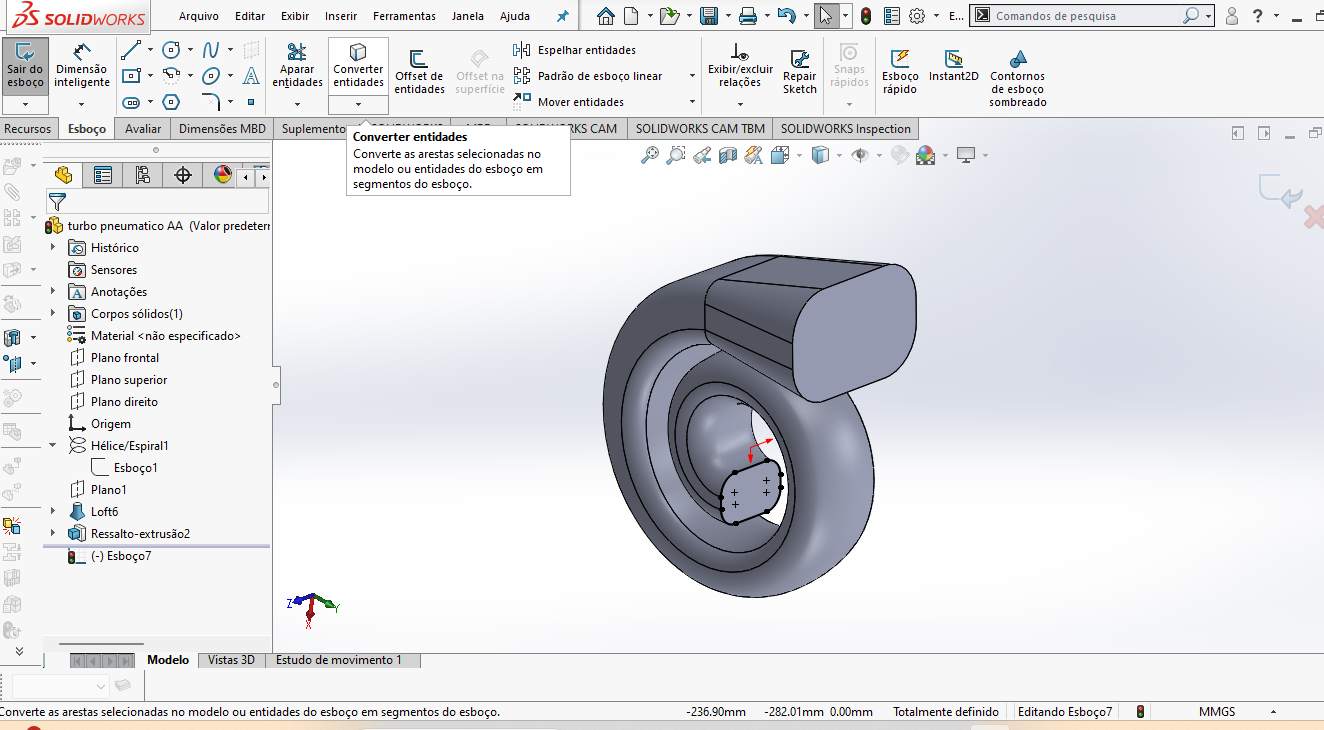 SOLIDWORKS
Arquivo Editar Exibir Inserir Ferramentas Janela Ajuda
E...
Comandos de pesquisa
?
Sair do esboço
Dimensão inteligente
Aparar entidades
Converter entidades
Offset de entidades
Offset na superfície
Espelhar entidades
Padrão de esboço linear
Mover entidades
Exibir/excluir relações
Repair Sketch
Snaps rápidos
Esboço rápido
Instant2D
Contornos de esboço sombreado
Recursos Esboço Avaliar Dimensões MBD Suplemento
SOLIDWORKS CAM TBM SOLIDWORKS Inspection
Converter entidades
Converte as arestas selecionadas no
modelo ou entidades do esboço em
segmentos do esboço.
turbo pneumatico AA (Valor predeterr
Histórico
Sensores
Anotações
Corpos sólidos(1)
Material <não especificado>
Plano frontal
Plano superior
Plano direito
Origem
Hélice/Espiral1
Esboço1
Plano1
Loft6
Ressalto-extrusão2
(-) Esboço7
Z Y
X
Modelo Vistas 3D Estudo de movimento 1
Converte as arestas selecionadas no modelo ou entidades do esboço em segmentos do esboço.
-236.90mm -282.01mm 0.00mm Totalmente definido Editando Esboço7 MMGS